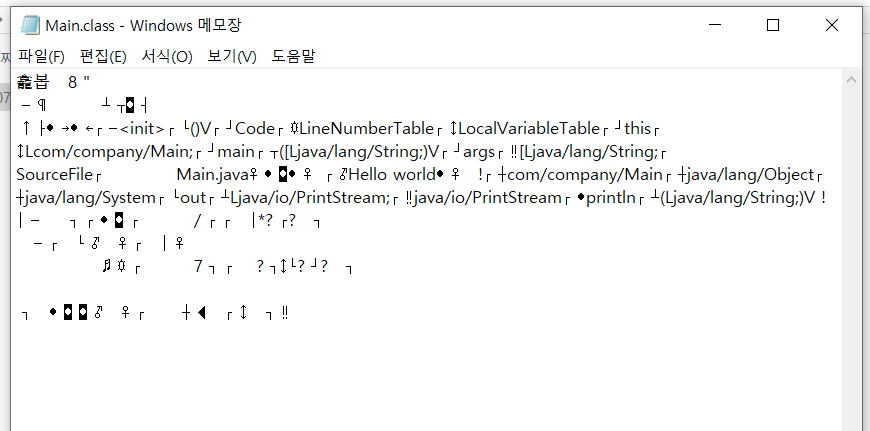 Main.class - Windows 메모장
파일(F) 편집(E) 서식(O) 보기(V) 도움말
龕봅 8 "
─ ¶ ┴ ┬◘ ┤
↑ ├• →• ←┌ ─<init>┌ └()V┌ ┘Code┌ ☼LineNumberTable┌ ↕LocalVariableTable┌ ┘this┌
↕Lcom/company/Main;┌ ┘main┌ ┬([Ljava/lang/String;)V┌ ┘args┌ ‼[Ljava/lang/String;┌
SourceFile┌ Main.java♀ • ◘• ♀ ┌ ♂Hello world• ♀ !┌ ┼com/company/Main┌ ┼java/lang/Object┌
┼java/lang/System┌ └out┌ ┴Ljava/io/PrintStream;┌ ‼java/io/PrintStream┌ •println┌ ┴(Ljava/lang/String;)V !
│ ─ ┐ ┌ • ◘ ┌ / ┌ ┌ │*? ┌? ┐
─ ┌ └ ♂ ♀ ┌ │ ♀
♬ ☼ ┌ 7 ┐ ┌ ? ┐↕└? ┘? ┐
┐ • ◘ ◘ ♂ ♀ ┌ ┼ ◀ ┌ ↕ ┐ ‼